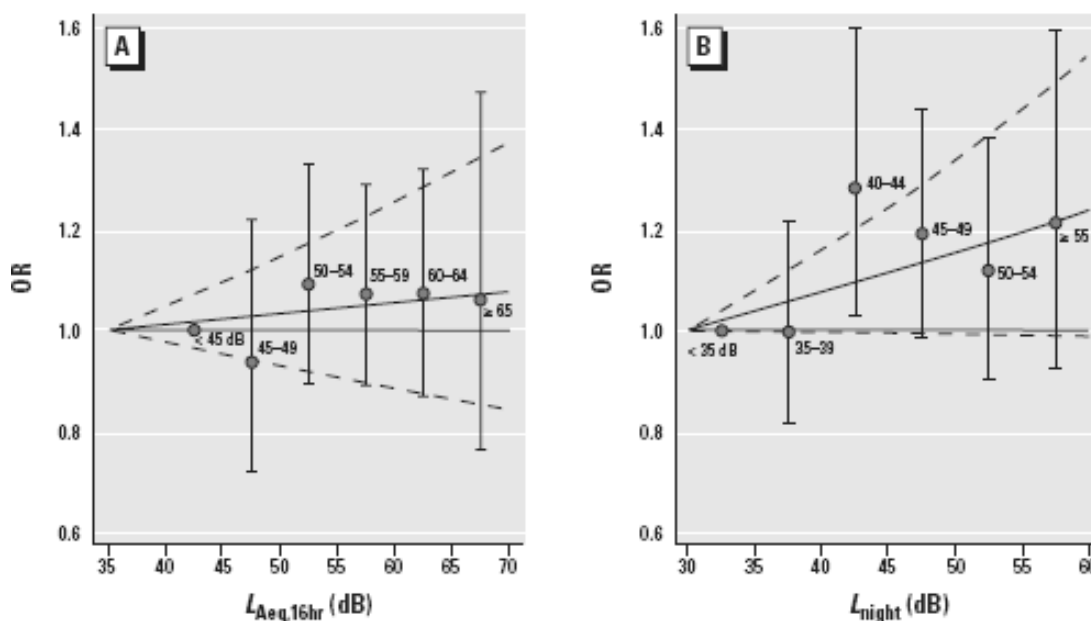 A
OR
1.6
1.4
1.2
1.0
0.8
0.6
< 45 dB
45–49
50–54
55–59
60–64
≥ 65
35 40 45 50 55 60 65 70
LAeq,16hr (dB)
B
OR
1.6
1.4
1.2
1.0
0.8
0.6
< 35 dB
35–39
40–44
45–49
50–54
≥ 55
30 35 40 45 50 55 60
Lnight (dB)